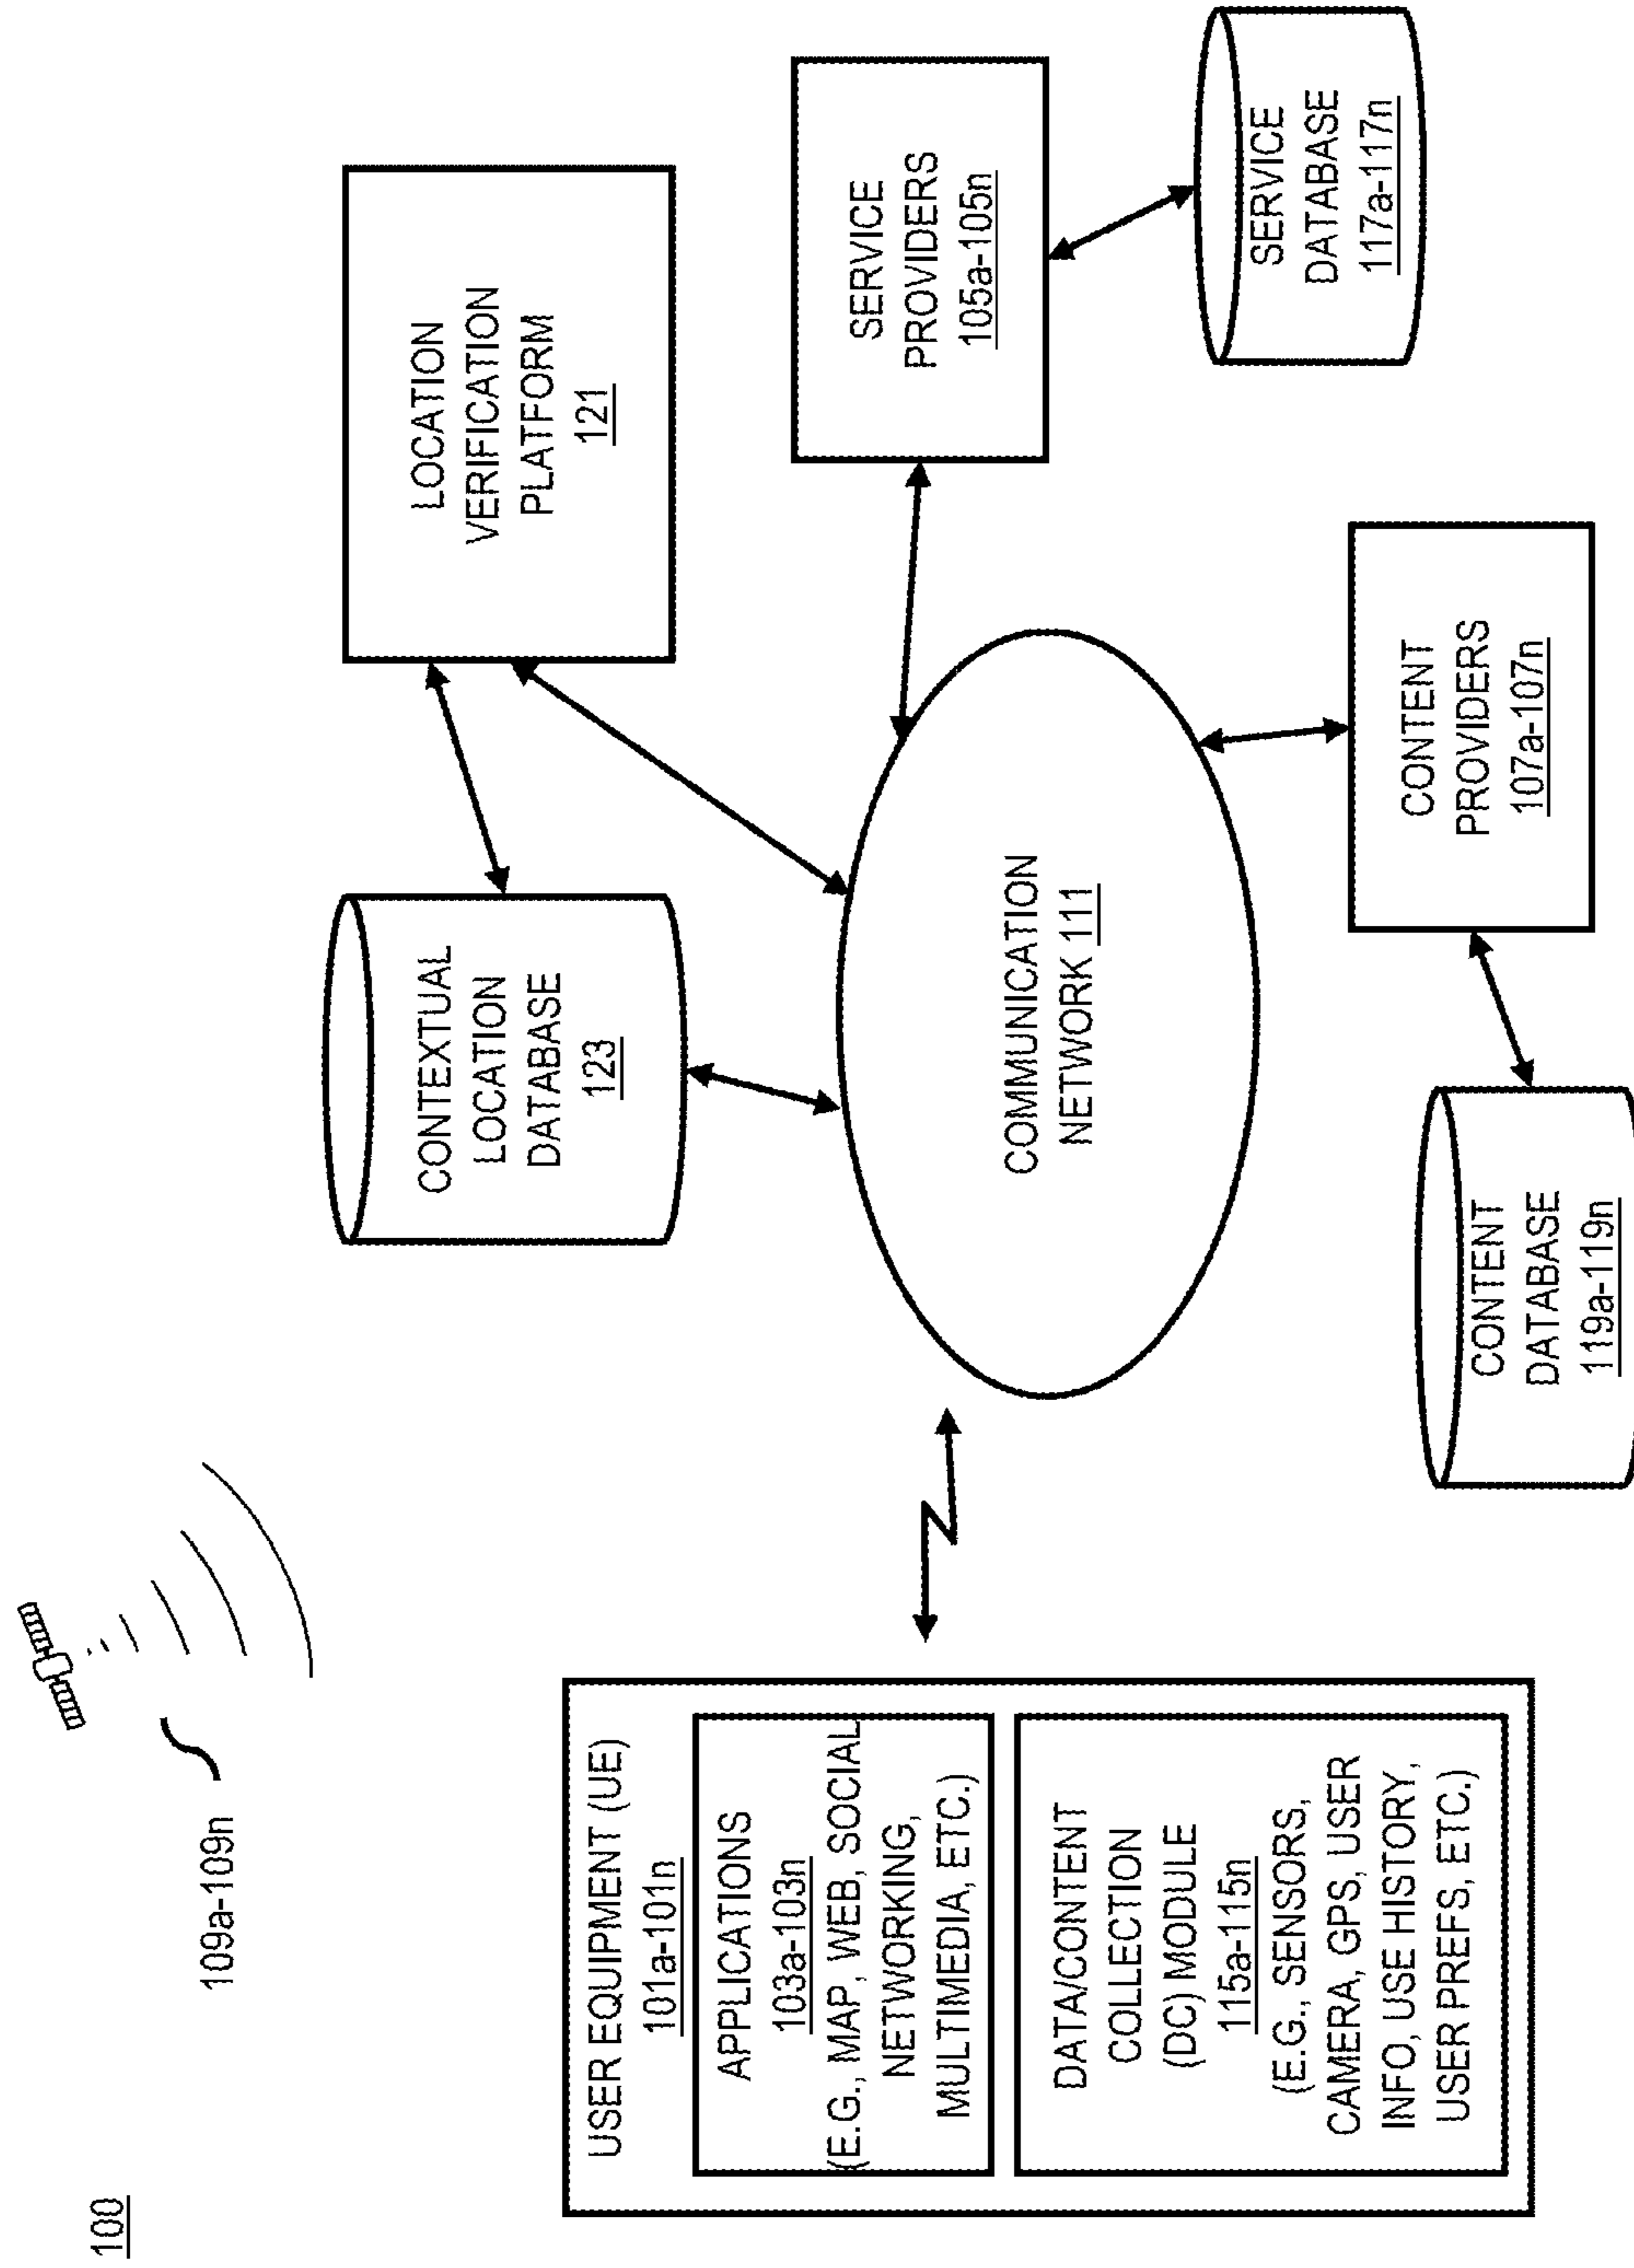 100
109a-109n
USER EQUIPMENT (UE)
101a-101n
APPLICATIONS
103a-103n
(E.G., MAP, WEB, SOCIAL
NETWORKING,
MULTIMEDIA, ETC.)
DATA/CONTENT
COLLECTION
(DC) MODULE
115a-115n
(E.G., SENSORS,
CAMERA, GPS, USER
INFO, USE HISTORY,
USER PREFS, ETC.)
CONTEXTUAL
LOCATION
DATABASE
123
LOCATION
VERIFICATION
PLATFORM
121
COMMUNICATION
NETWORK 111
SERVICE
PROVIDERS
105a-105n
SERVICE
DATABASE
117a-117n
CONTENT
PROVIDERS
107a-107n
CONTENT
DATABASE
119a-119n